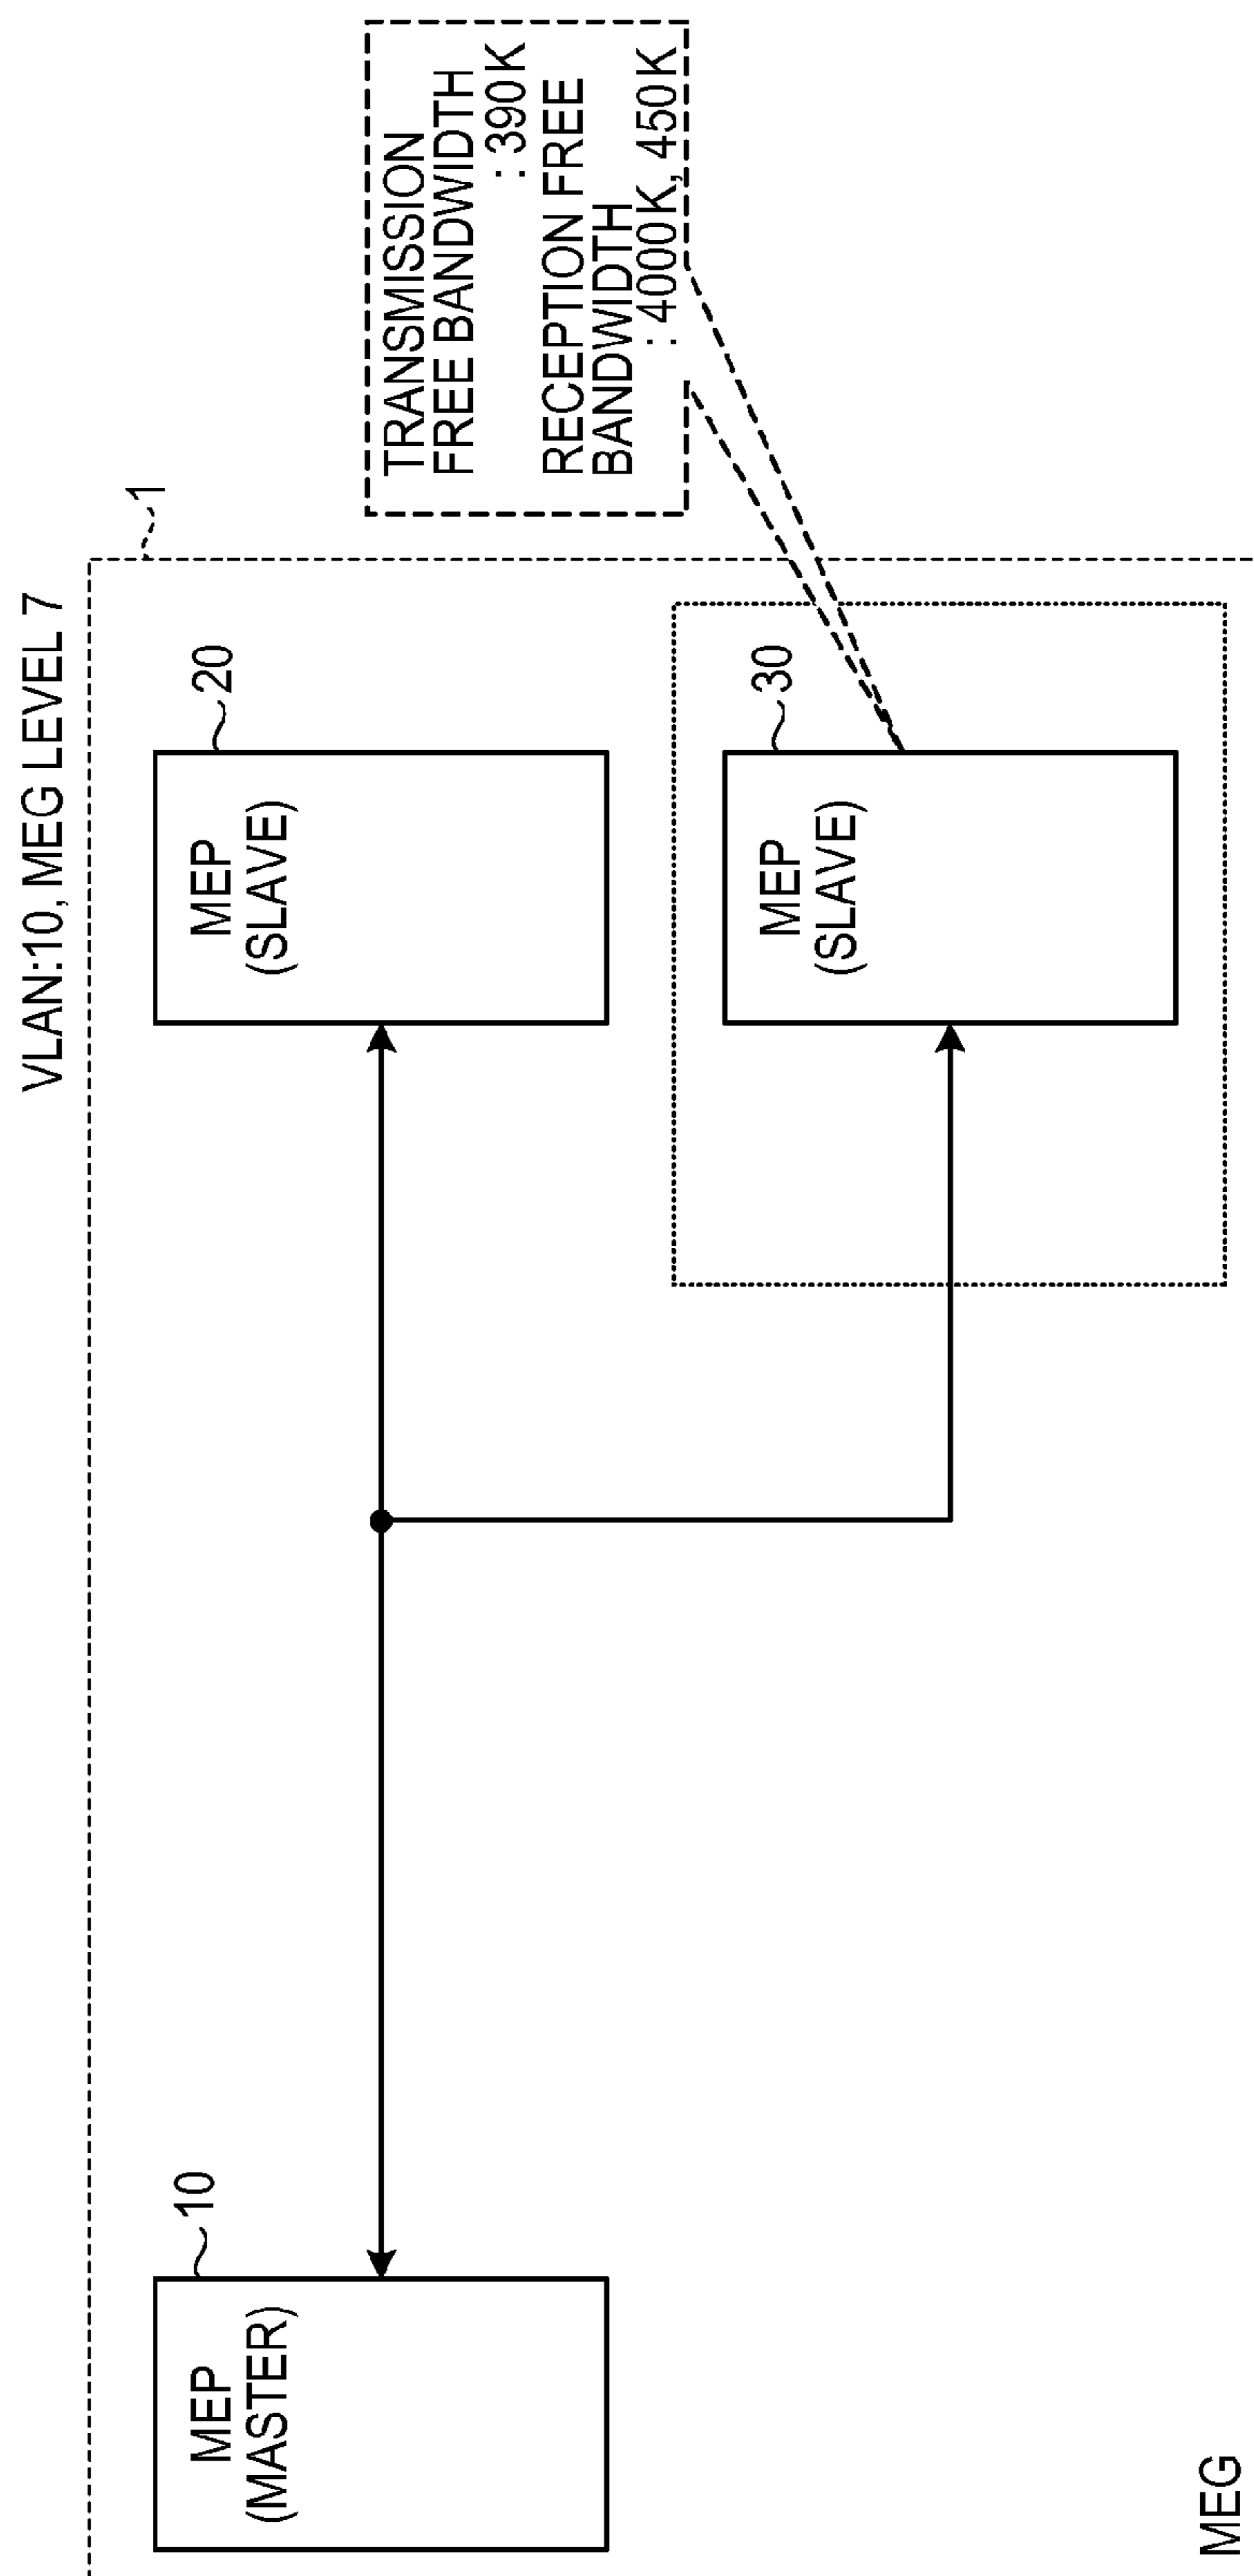 VLAN:10, MEG LEVEL 7
1
10
MEP
(MASTER)
20
MEP
(SLAVE)
TRANSMISSION
FREE BANDWIDTH
: 390K
RECEPTION FREE
BANDWIDTH
: 4000K, 450K
30
MEP
(SLAVE)
MEG